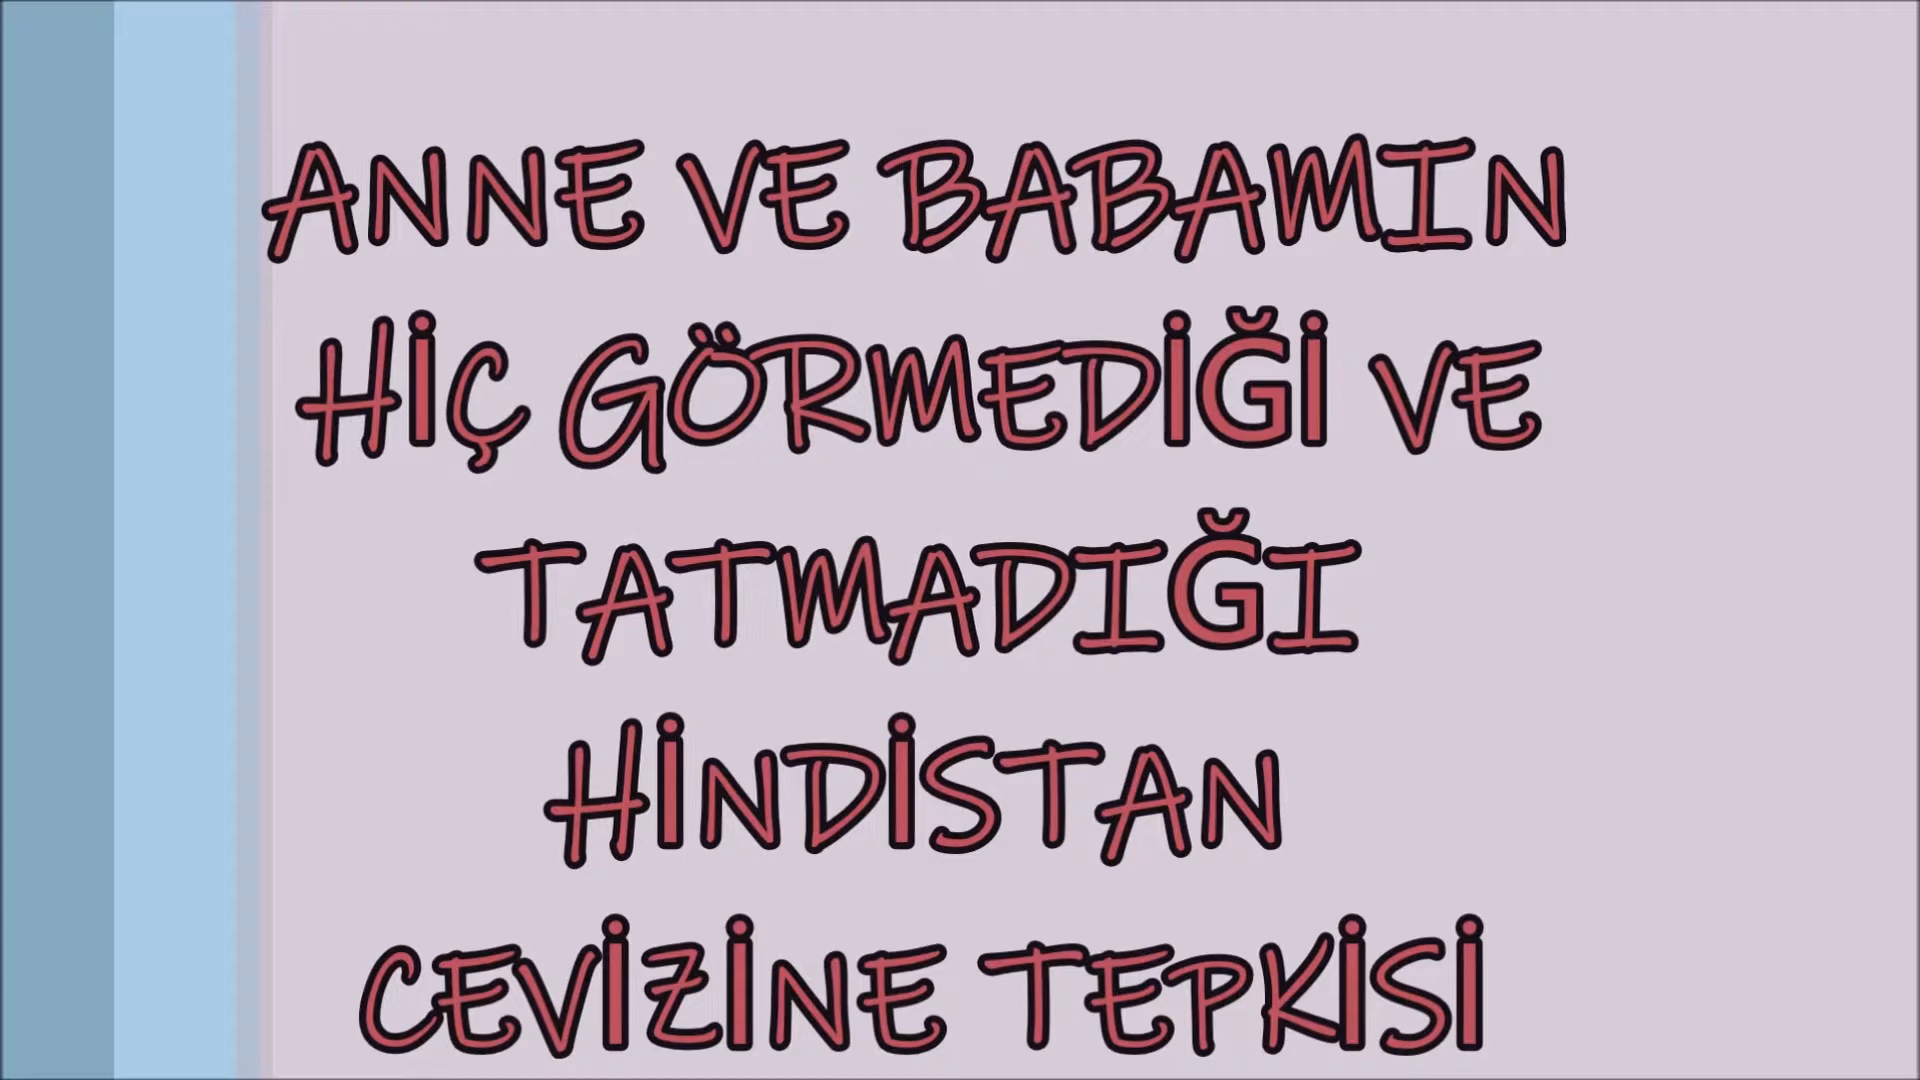 ANNE VE BABAMIN
HİÇ GÖRMEDİĞİ VE
TATMADIĞI
HİNDİSTAN
CEVİZİNE TEPKİSİ